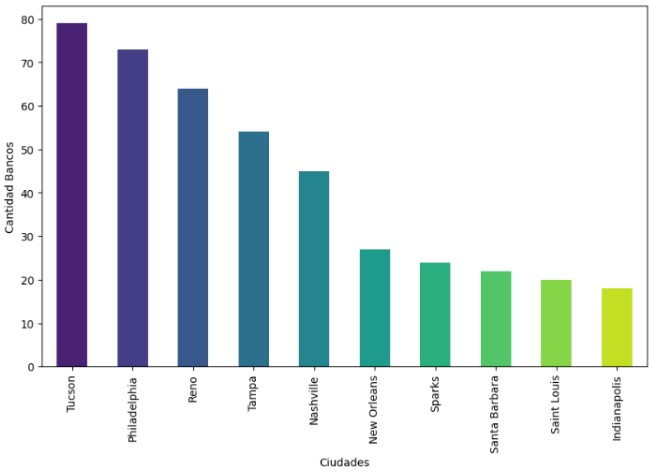 80
70
60
50
40
30
20
10
0
Cantidad Bancos
Tucson
Philadelphia
Reno
Tampa
Nashville
New Orleans
Sparks
Santa Barbara
Saint Louis
Indianapolis
Ciudades